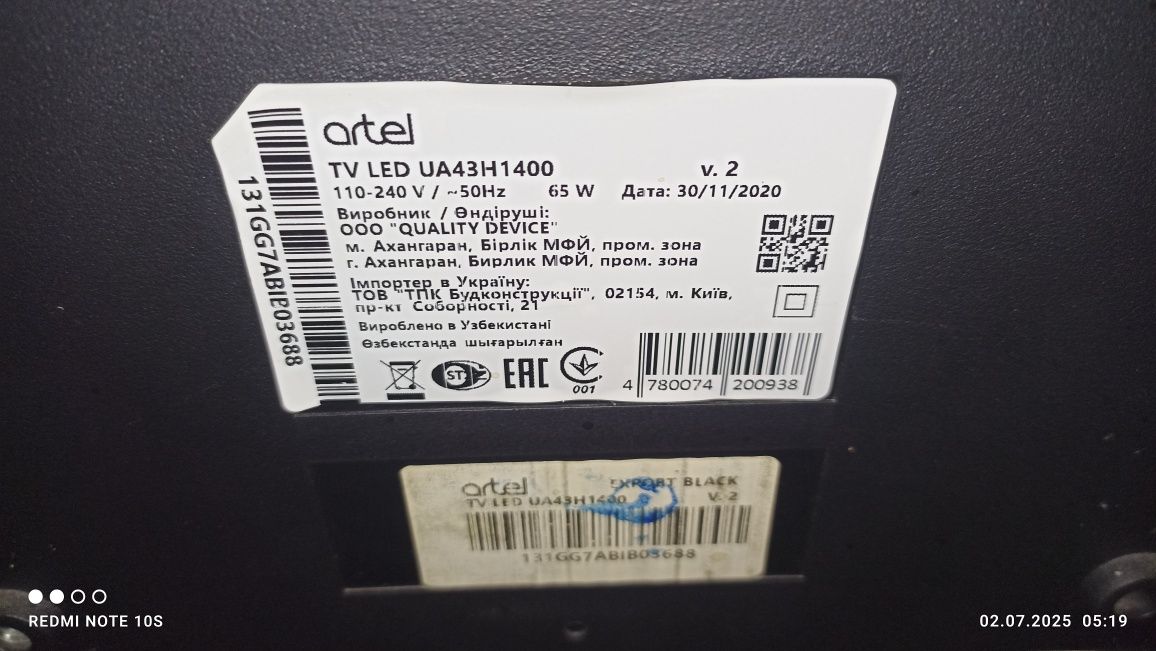 artel
TV LED UA43H1400 v. 2
110-240 V / ~50Hz 65 W Дата: 30/11/2020
Виробник / Өндіруші:
ООО "QUALITY DEVICE"
м. Ахангаран, Бірлік МФЙ, пром. зона
г. Ахангаран, Бирлик МФЙ, пром. зона
Імпортер в Україну:
ТОВ "ТПК Будконструкції", 02154, м. Київ,
пр-кт Соборності, 21
Вироблено в Узбекистані
Өзбекстанда шығарылған
ST
EAC
001
4 780074 200938
131GG7ABIB03688
artel EXPORT BLACK
TV LED UA43H1400 V. 2
131GG7ABIB03688
REDMI NOTE 10S
02.07.2025 05:19